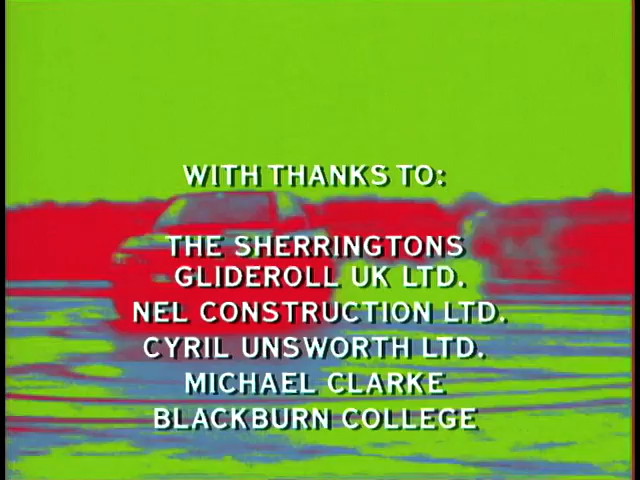 WITH THANKS TO:
THE SHERRINGTONS
GLIDEROLL UK LTD.
NEL CONSTRUCTION LTD.
CYRIL UNSWORTH LTD.
MICHAEL CLARKE
BLACKBURN COLLEGE